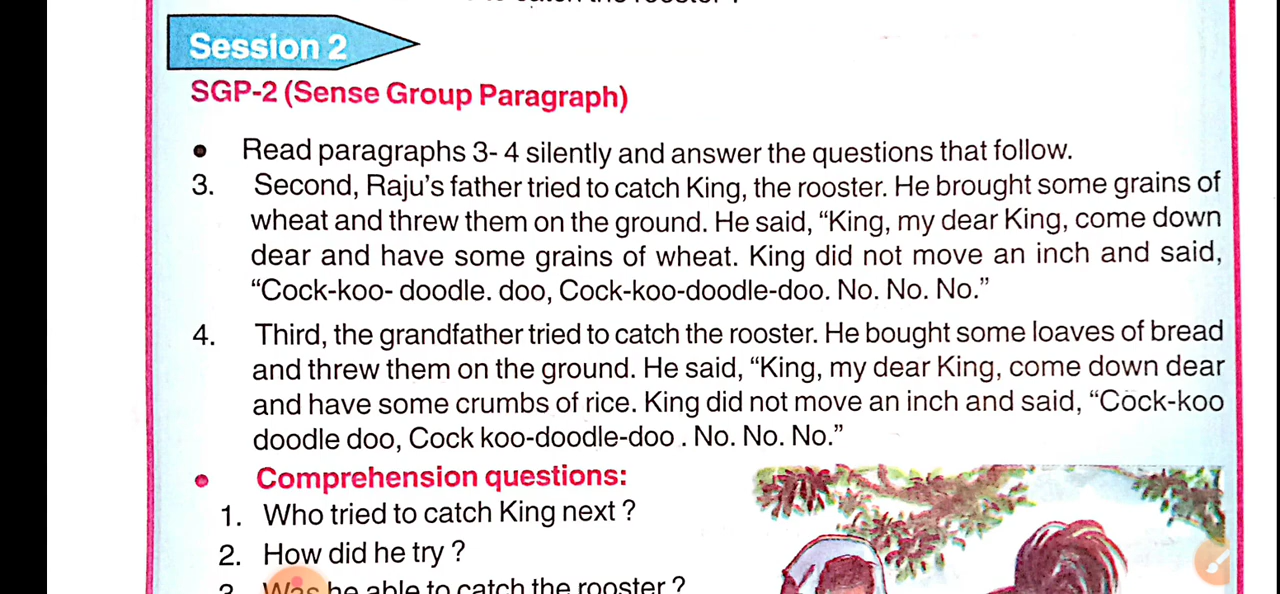 to catch the rooster ?
Session 2
SGP-2 (Sense Group Paragraph)
• Read paragraphs 3- 4 silently and answer the questions that follow.
3. Second, Raju's father tried to catch King, the rooster. He brought some grains of
wheat and threw them on the ground. He said, "King, my dear King, come down
dear and have some grains of wheat. King did not move an inch and said,
"Cock-koo- doodle. doo, Cock-koo-doodle-doo. No. No. No."
4. Third, the grandfather tried to catch the rooster. He bought some loaves of bread
and threw them on the ground. He said, "King, my dear King, come down dear
and have some crumbs of rice. King did not move an inch and said, "Cock-koo
doodle doo, Cock koo-doodle-doo . No. No. No."
• Comprehension questions:
1. Who tried to catch King next ?
2. How did he try ?
3. Was he able to catch the rooster ?